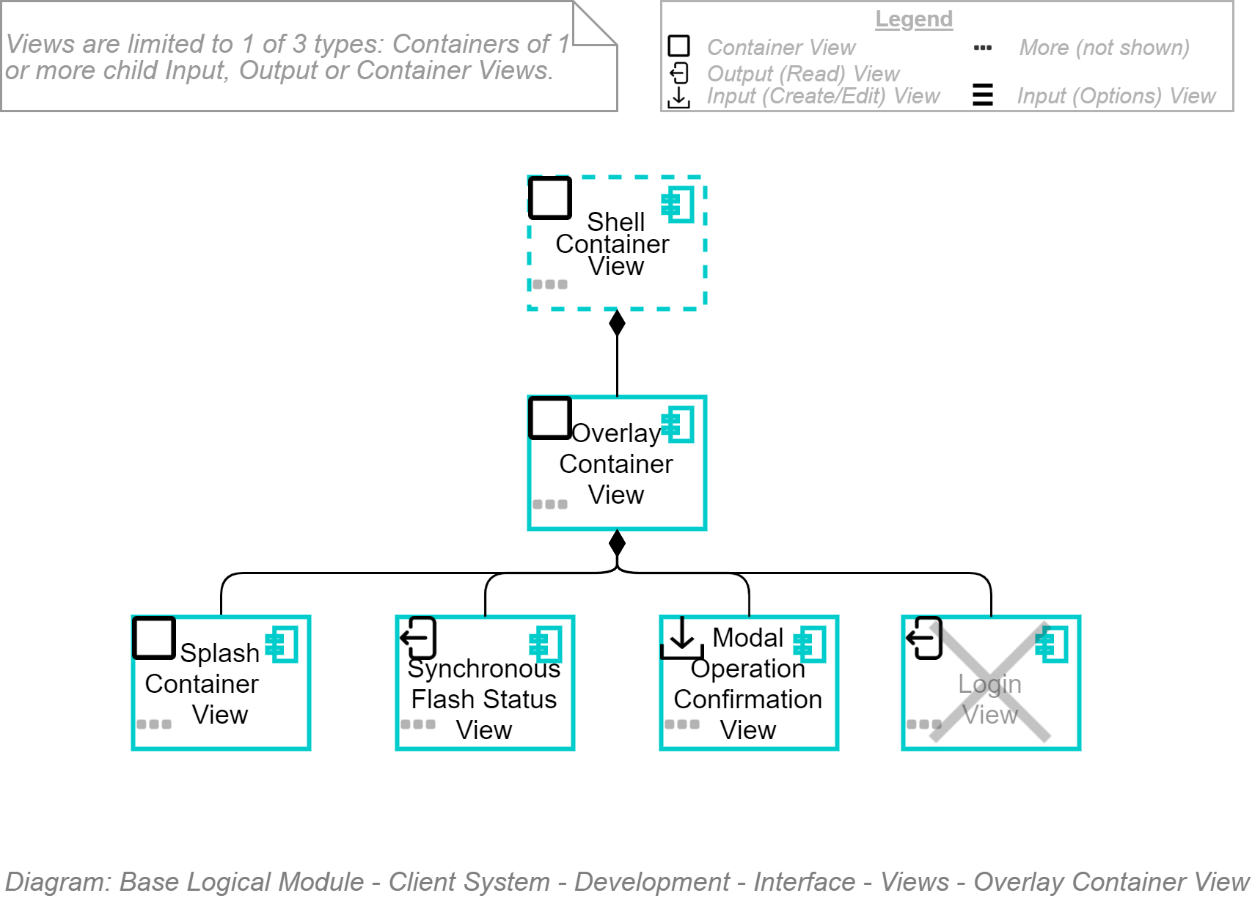 Views are limited to 1 of 3 types: Containers of 1
or more child Input, Output or Container Views.
Legend
Container View
More (not shown)
Output (Read) View
Input (Create/Edit) View
Input (Options) View
Shell
Container
View
Overlay
Container
View
Splash
Container
View
Synchronous
Flash Status
View
Modal
Operation
Confirmation
View
Login
View
Diagram: Base Logical Module - Client System - Development - Interface - Views - Overlay Container View